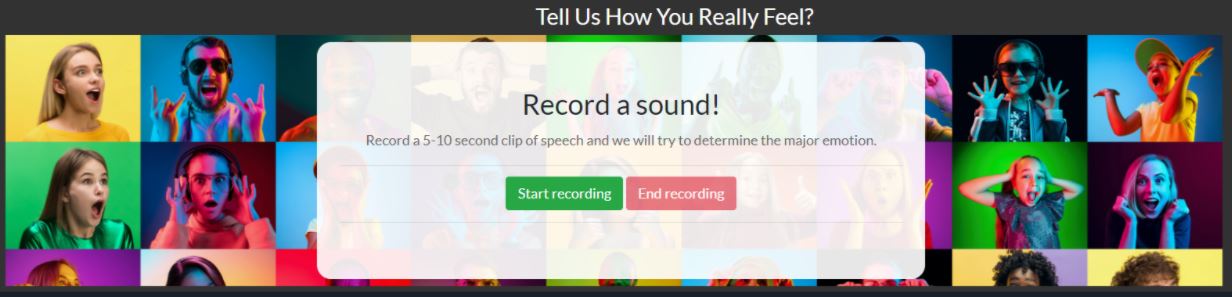 Tell Us How You Really Feel?
Record a sound!
Record a 5-10 second clip of speech and we will try to determine the major emotion.
Start recording
End recording